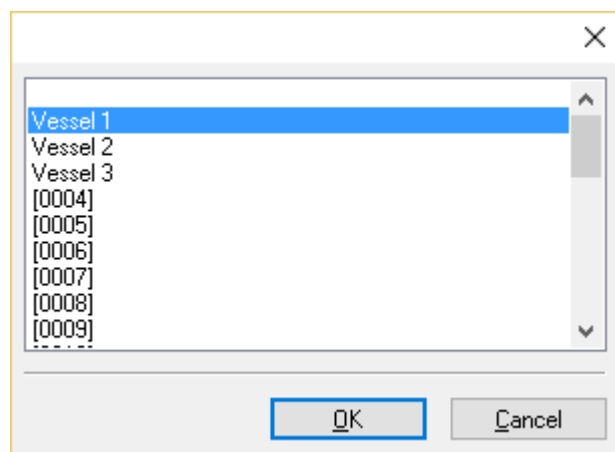 Vessel 1
Vessel 2
Vessel 3
[0004]
[0005]
[0006]
[0007]
[0008]
[0009]
OK
Cancel